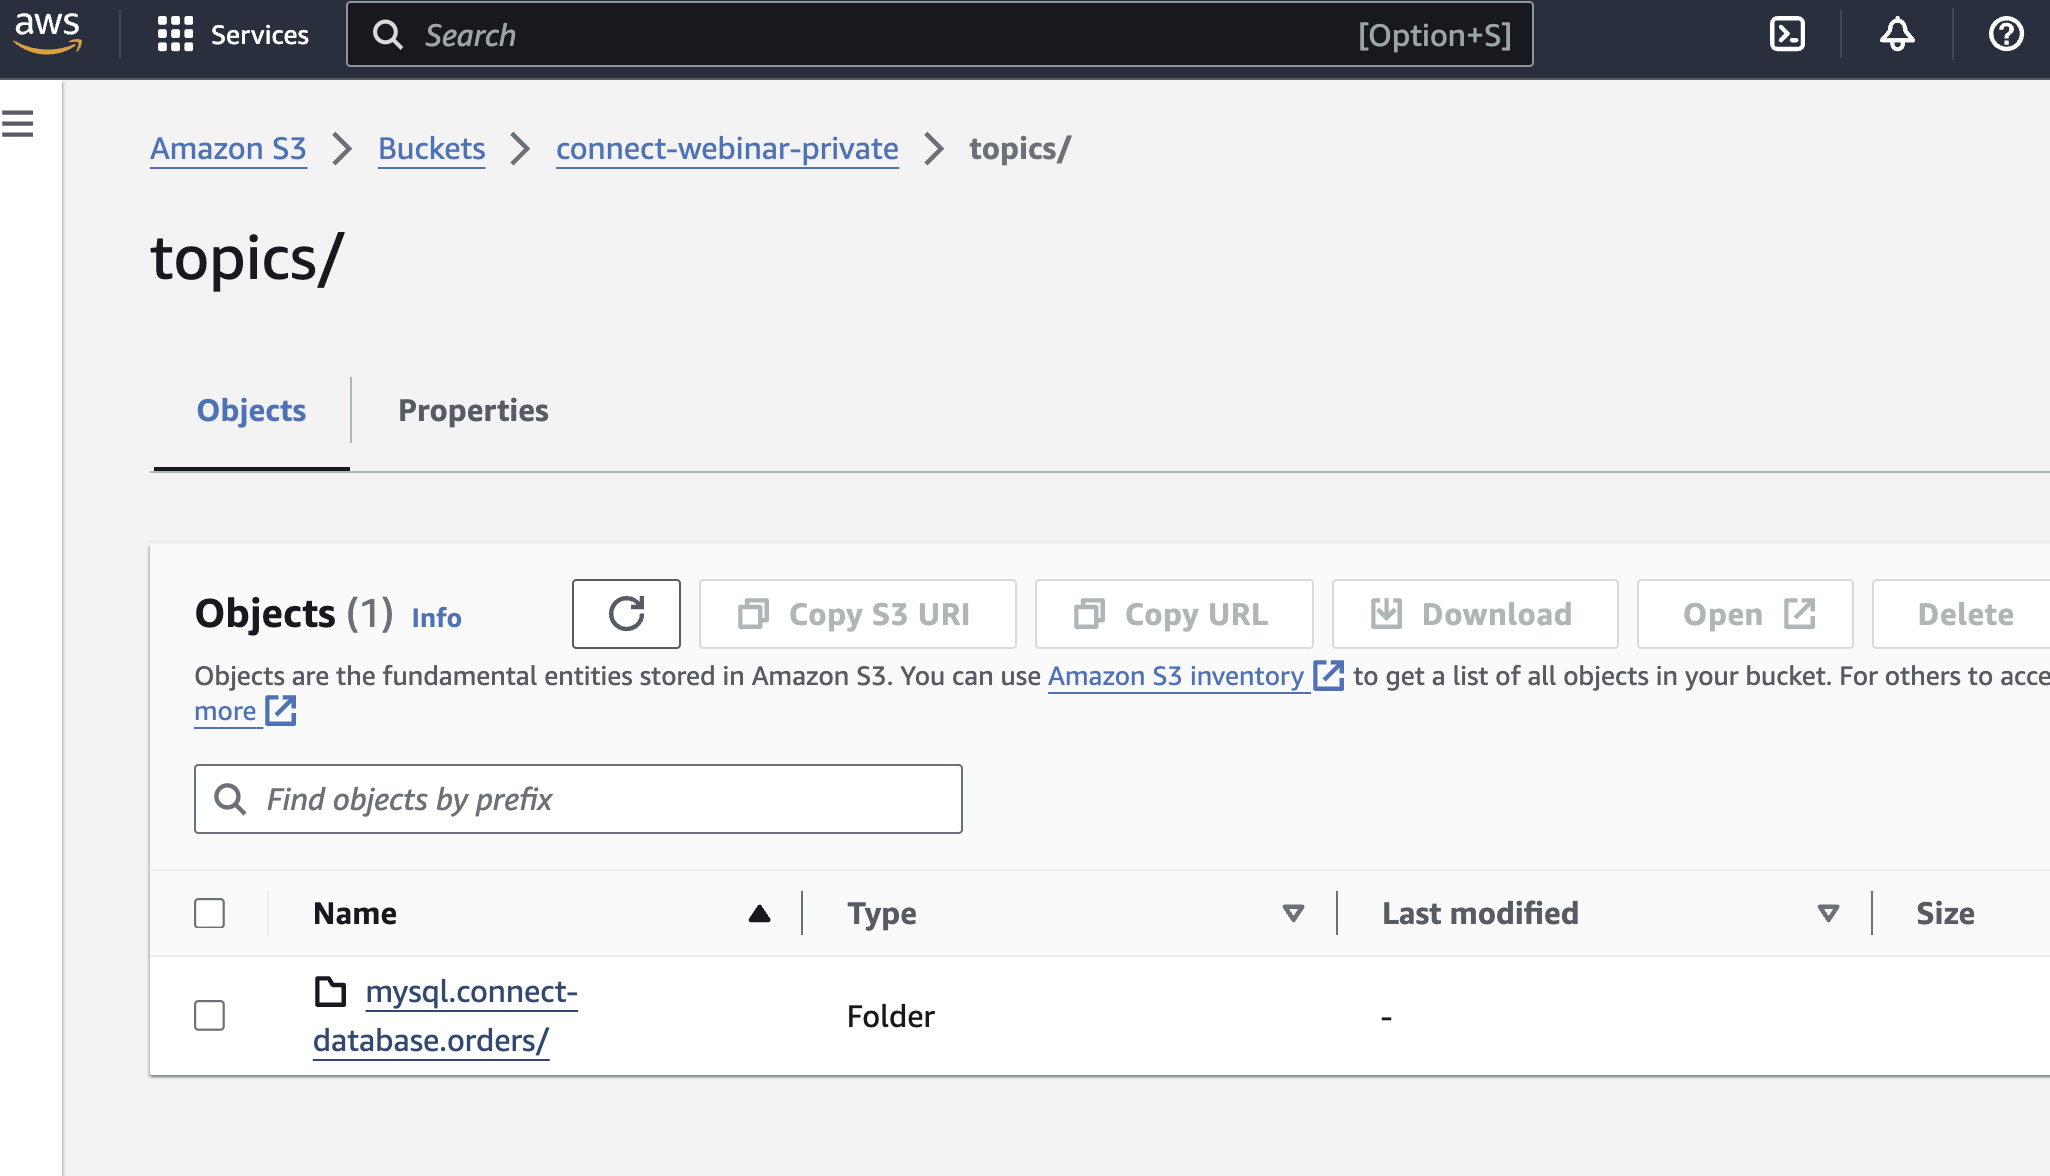 aws Services Search [Option+S]
Amazon S3 Buckets connect-webinar-private topics/
topics/
Objects Properties
Objects (1) Info Copy S3 URI Copy URL Download Open Delete
Objects are the fundamental entities stored in Amazon S3. You can use Amazon S3 inventory to get a list of all objects in your bucket. For others to acce
more
Find objects by prefix
Name Type Last modified Size
mysql.connect-
database.orders/ Folder -